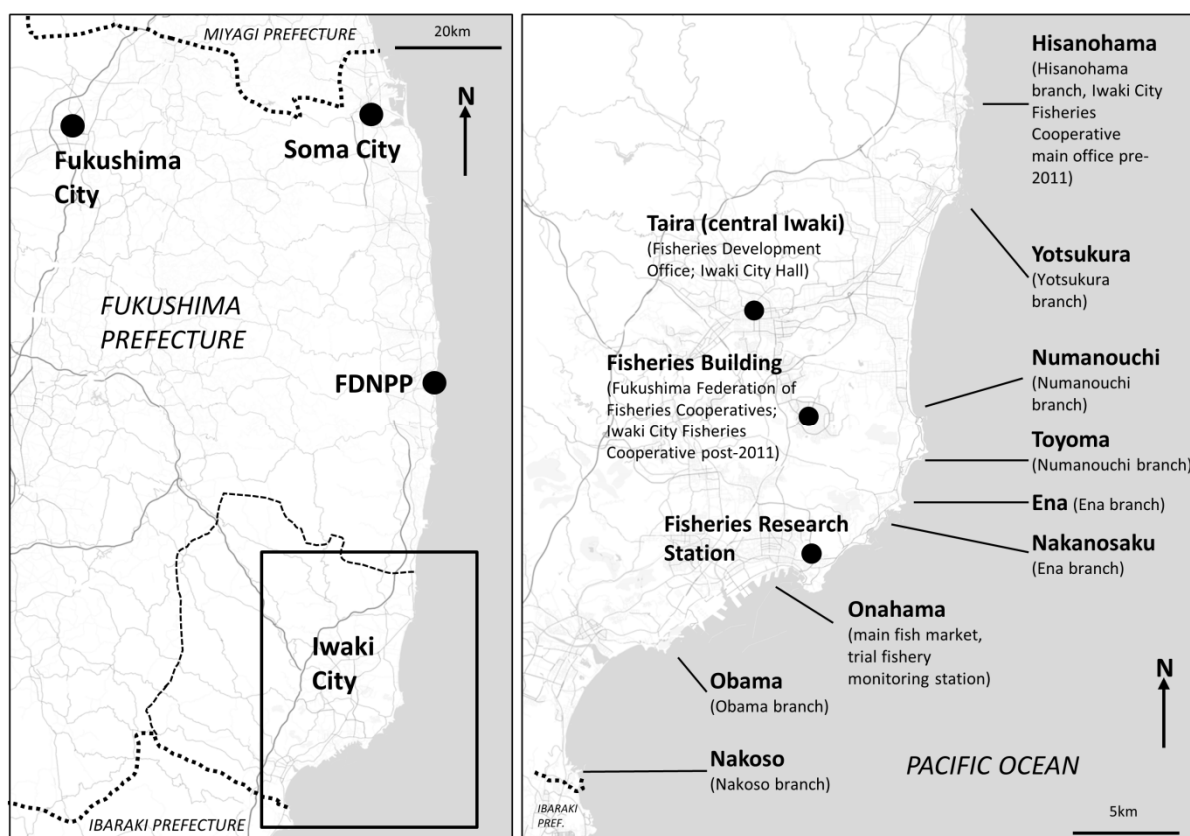 MIYAGI PREFECTURE
20km
N
Fukushima
City
Soma City
FUKUSHIMA
PREFECTURE
FDNPP
Iwaki
City
IBARAKI PREFECTURE
Hisanohama
(Hisanohama
branch, Iwaki City
Fisheries
Cooperative
main office pre-
2011)
Taira (central Iwaki)
(Fisheries Development
Office; Iwaki City Hall)
Yotsukura
(Yotsukura
branch)
Fisheries Building
(Fukushima Federation of
Fisheries Cooperatives;
Iwaki City Fisheries
Cooperative post-2011)
Numanouchi
(Numanouchi
branch)
Toyoma
(Numanouchi branch)
Ena (Ena branch)
Fisheries Research
Station
Nakanosaku
(Ena branch)
Onahama
(main fish market,
trial fishery
monitoring station)
Obama
(Obama branch)
N
Nakoso
(Nakoso branch)
PACIFIC OCEAN
IBARAKI
PREF.
5km